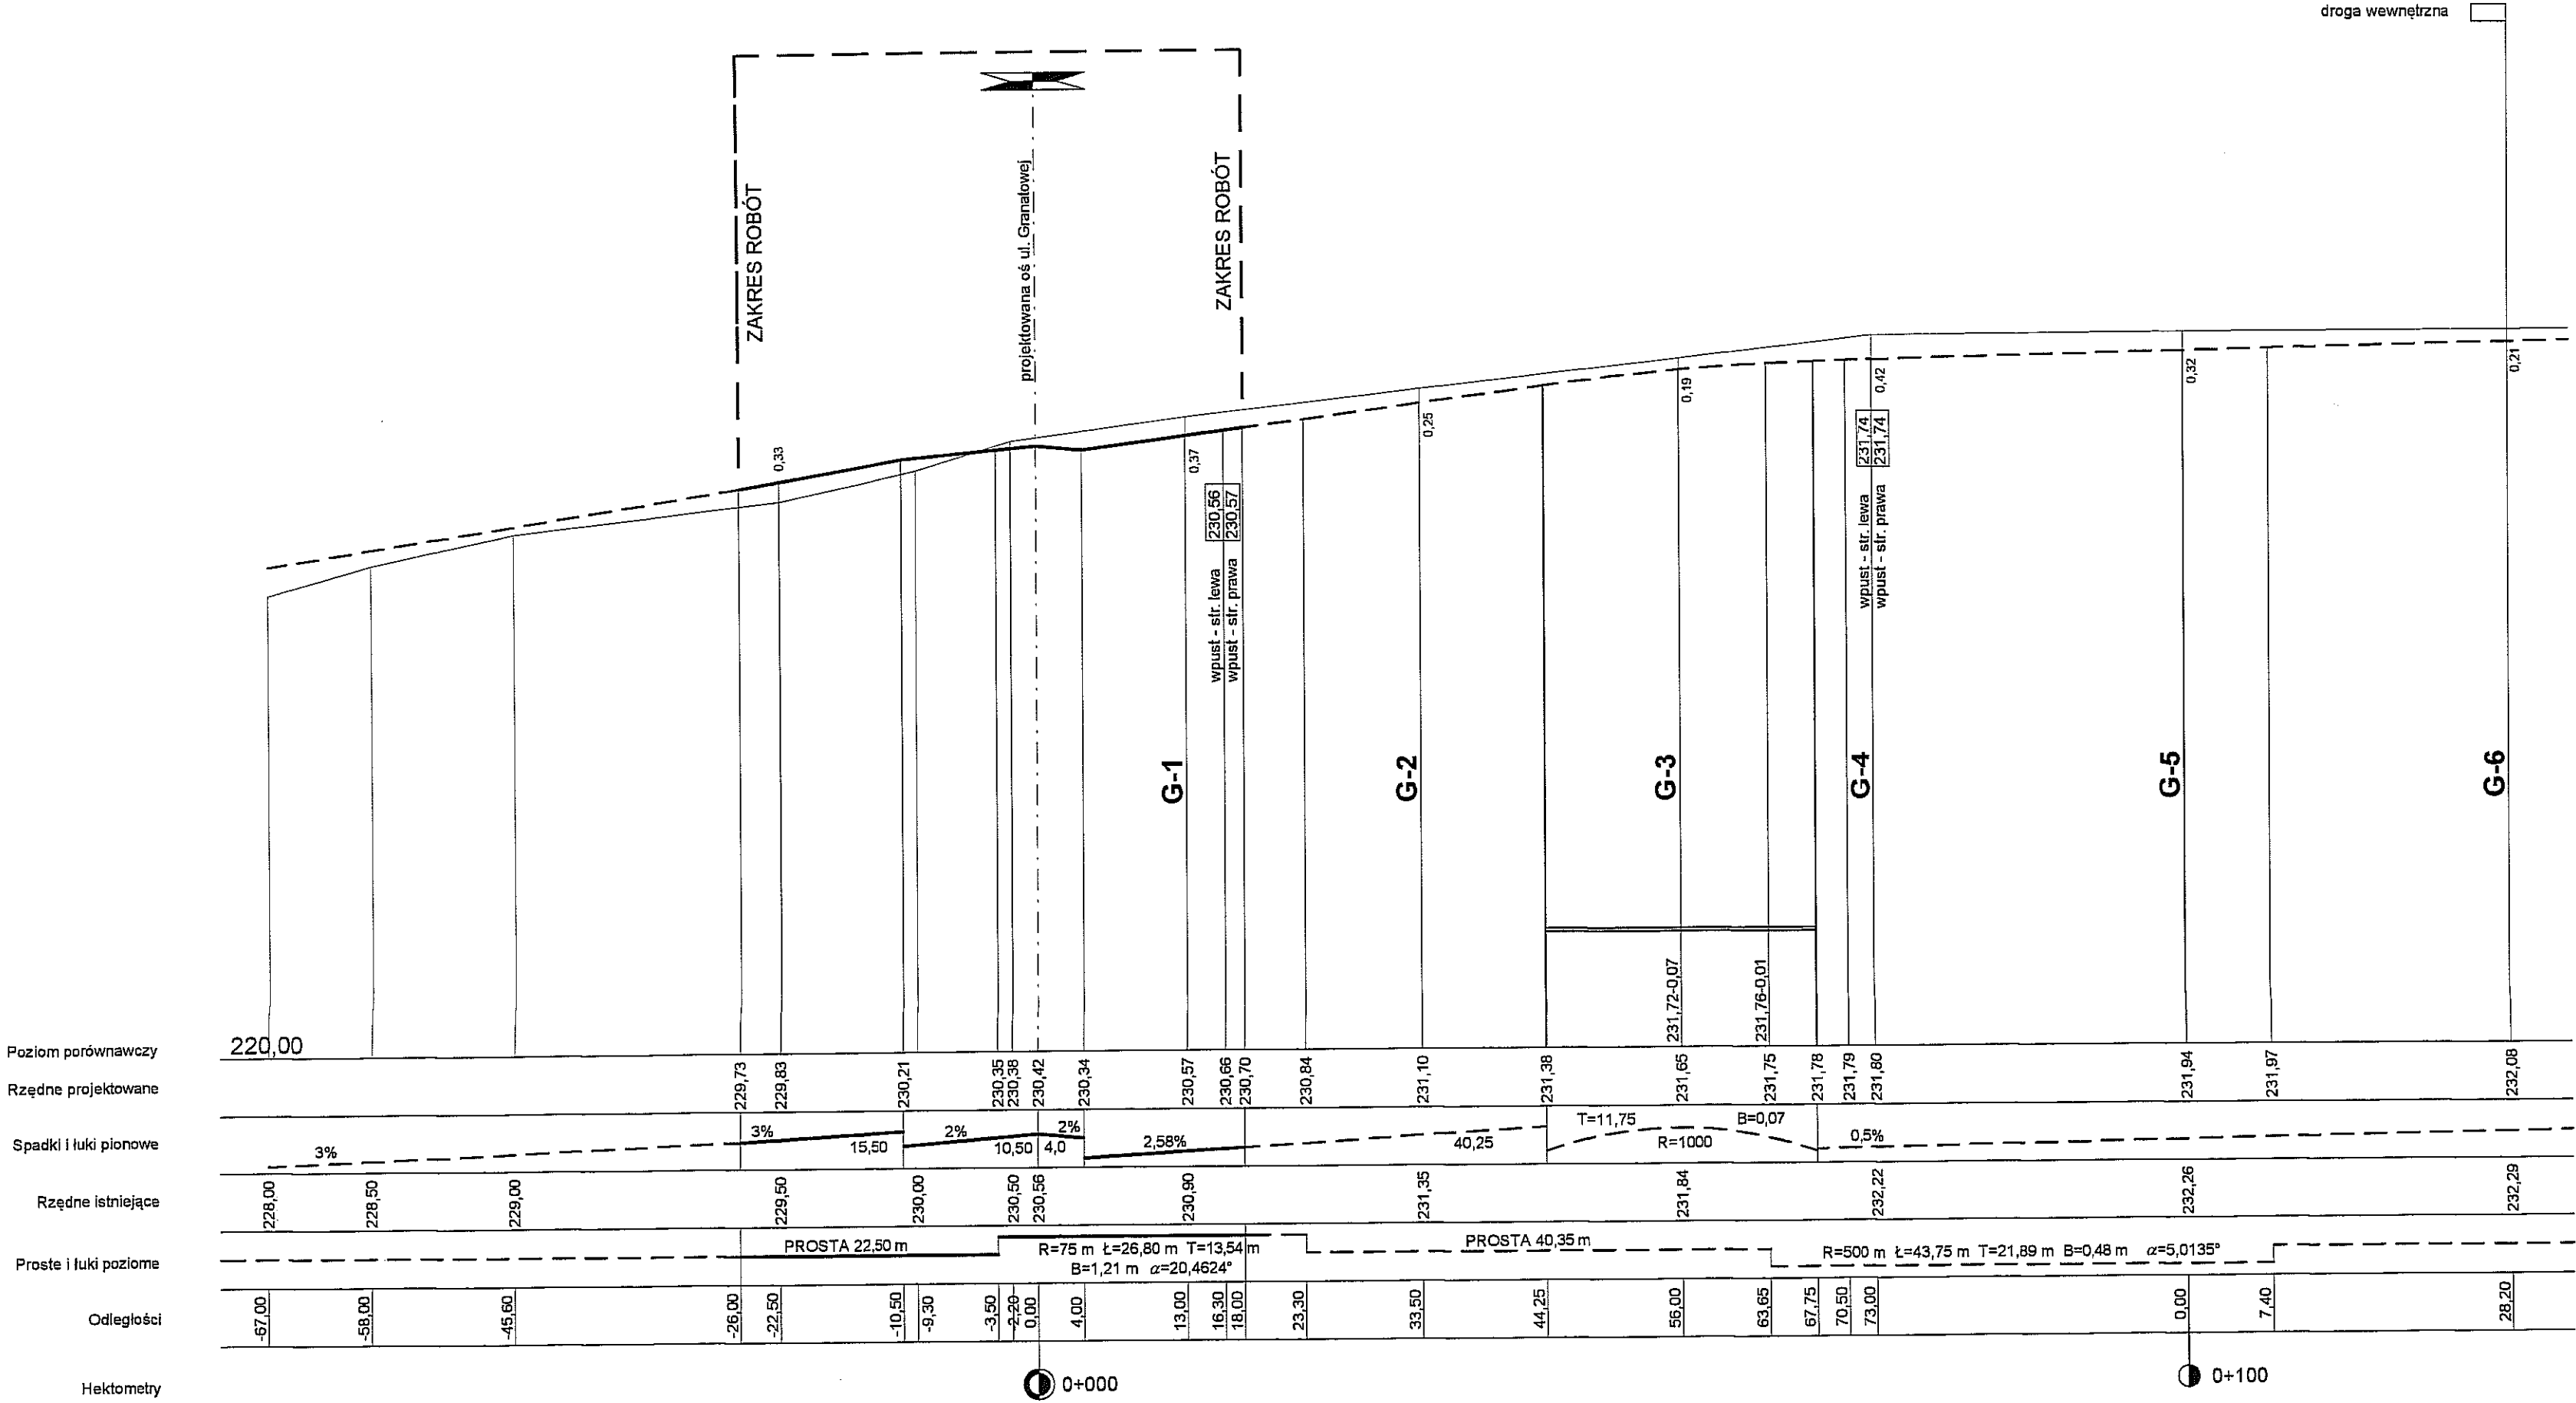 droga wewnętrzna
ZAKRES ROBÓT
projektowana oś ul. Granatowej
ZAKRES ROBÓT
0,33
0,37
0,25
0,19
0,42
0,32
0,21
230,56
230,57
wpust - str. lewa
wpust - str. prawa
231,74
231,74
wpust - str. lewa
wpust - str. prawa
G-1
G-2
G-3
G-4
G-5
G-6
231,72-0,07
231,76-0,01
Poziom porównawczy
220,00
Rzędne projektowane
229,73
229,83
230,21
230,35
230,38
230,42
230,34
230,57
230,66
230,70
230,84
231,10
231,38
231,65
231,75
231,78
231,79
231,80
231,94
231,97
232,08
Spadki i łuki pionowe
3%
3%
15,50
2%
10,50
2%
4,0
2,58%
40,25
T=11,75
B=0,07
R=1000
0,5%
Rzędne istniejące
228,00
228,50
229,00
229,50
230,00
230,50
230,56
230,90
231,35
231,84
232,22
232,26
232,29
Proste i łuki poziome
PROSTA 22,50 m
R=75 m Ł=26,80 m T=13,54 m
B=1,21 m α=20,4624°
PROSTA 40,35 m
R=500 m Ł=43,75 m T=21,89 m B=0,48 m α=5,0135°
Odległości
-67,00
-58,00
-45,60
-26,00
-22,50
-10,50
-9,30
-3,50
-2,20
0,00
4,00
13,00
16,30
18,00
23,30
33,50
44,25
56,00
63,65
67,75
70,50
73,00
0,00
7,40
28,20
Hektometry
0+000
0+100